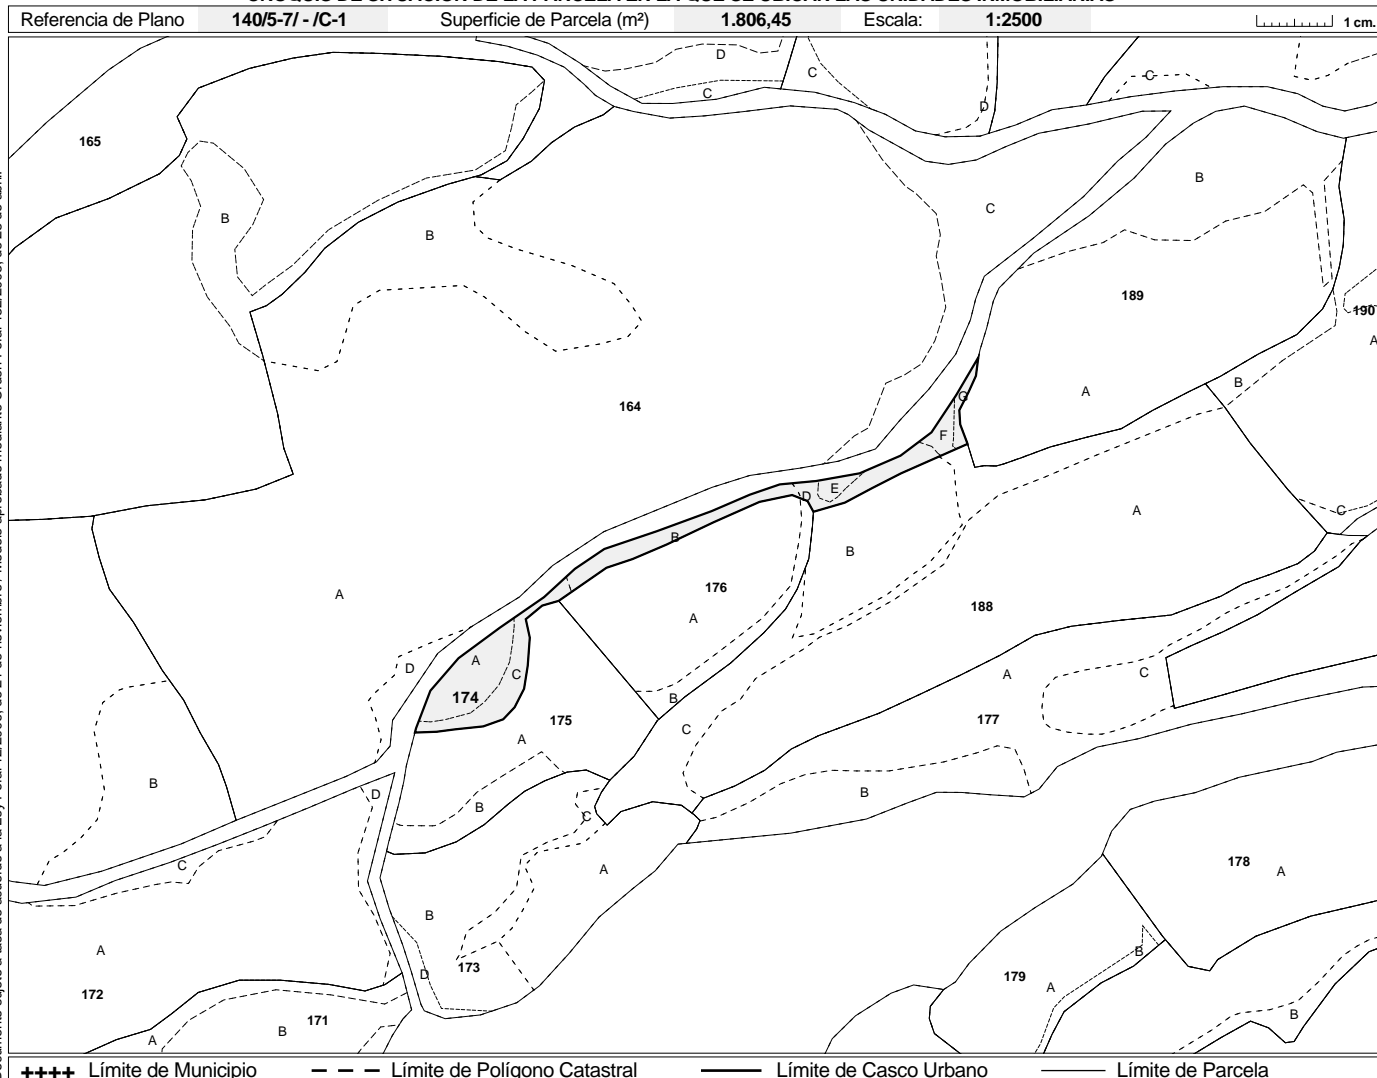 Referencia de Plano 140/5-7/ - /C-1 Superficie de Parcela (m²) 1.806,45 Escala: 1:2500 1 cm.
D
C
C
C
D
165
B
B
B
C
B
189
190
A
B
A
164
G
F
E
D
B
C
A
B
A
176
A
188
D
A
C
174
B
C
175
A
A
C
177
B
D
B
B
C
C
A
178
A
B
A
D
173
B
179
A
172
171
B
A
B
++++ Límite de Municipio – – – Límite de Polígono Catastral —— Límite de Casco Urbano —— Límite de Parcela